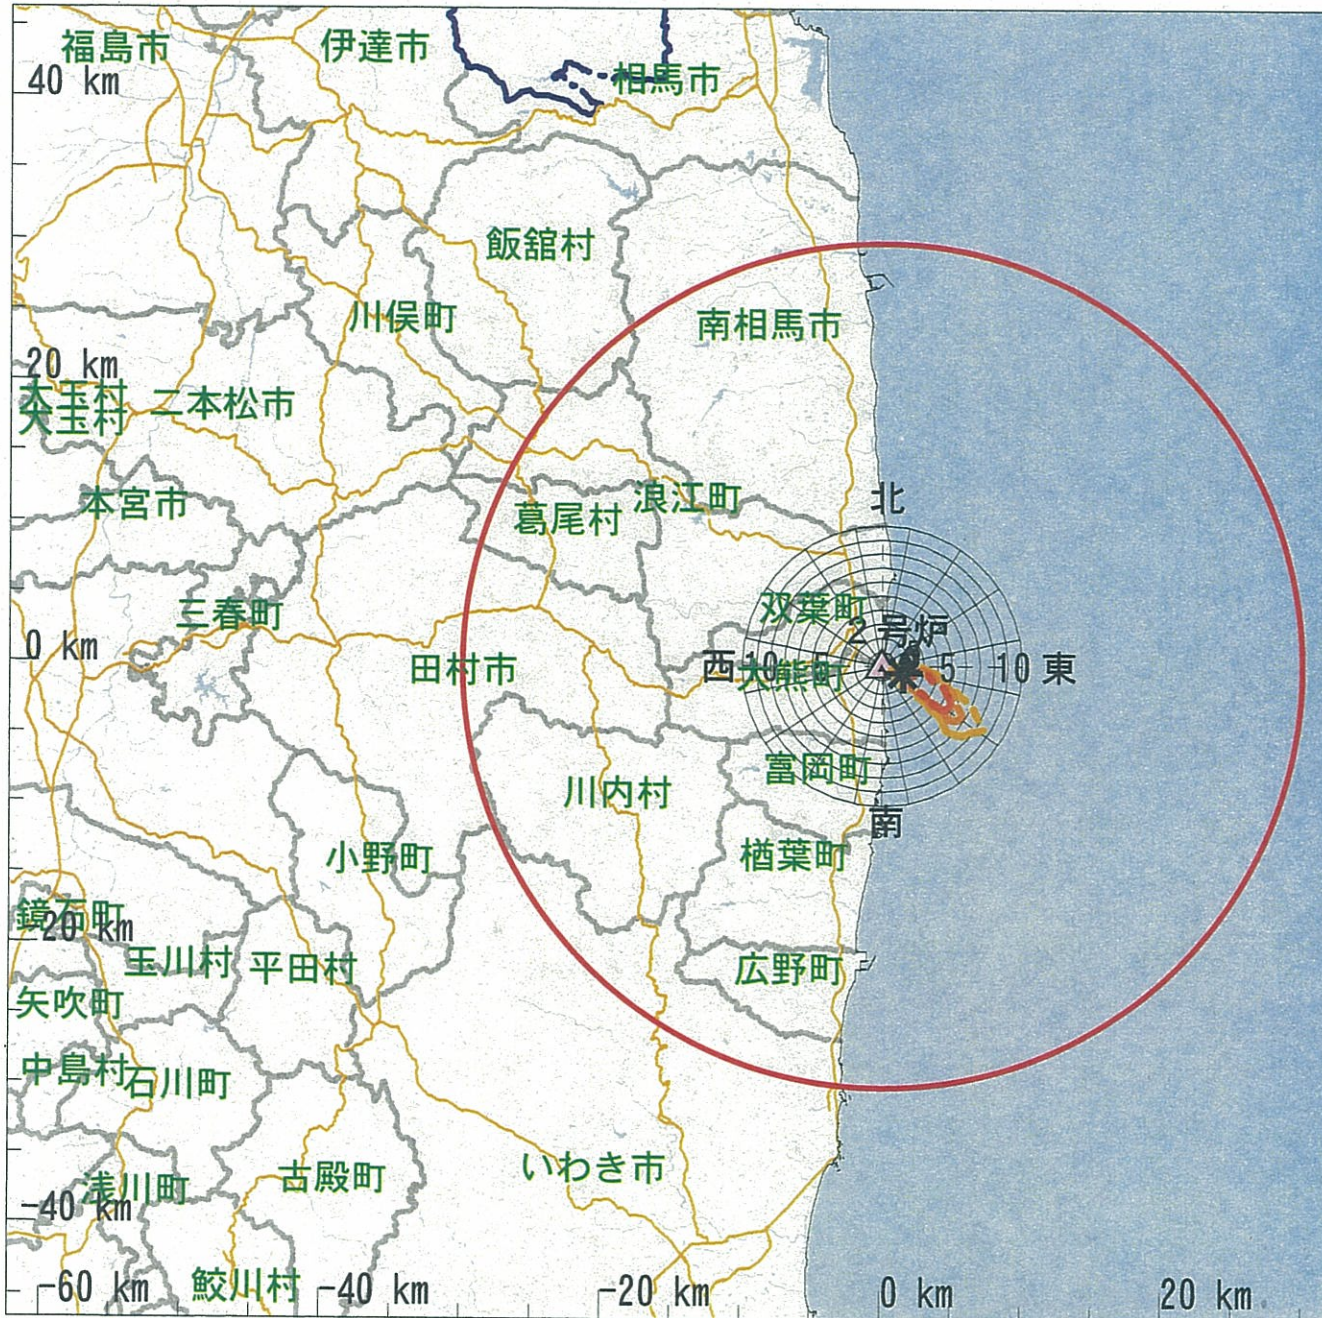 福島市
伊達市
40 km
相馬市
飯舘村
川俣町
南相馬市
20 km
大玉村
大玉村
二本松市
本宮市
葛尾村
浪江町
北
三春町
双葉町
2号炉
0 km
田村市
西 10 5
大熊町
5 10 東
富岡町
川内村
南
小野町
楢葉町
鏡石町
-20 km
玉川村
平田村
広野町
矢吹町
中島村
石川町
いわき市
浅川町
古殿町
-40 km
鮫川村
-60 km
-40 km
-20 km
0 km
20 km